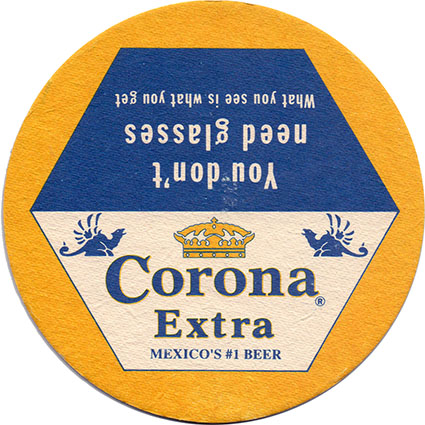 You don't
need glasses
What you see is what you get
Corona®
Extra
MEXICO'S #1 BEER